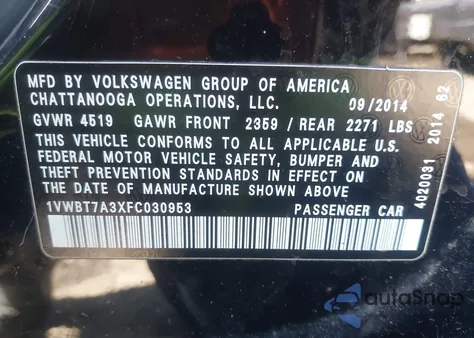 MFD BY VOLKSWAGEN GROUP OF AMERICA
CHATTANOOGA OPERATIONS, LLC. 09/2014
GVWR 4519 GAWR FRONT 2359 / REAR 2271 LBS
THIS VEHICLE CONFORMS TO ALL APPLICABLE U.S.
FEDERAL MOTOR VEHICLE SAFETY, BUMPER AND
THEFT PREVENTION STANDARDS IN EFFECT ON
THE DATE OF MANUFACTURE SHOWN ABOVE
1VWBT7A3XFC030953 PASSENGER CAR
4020031 2014 62
autoSnap